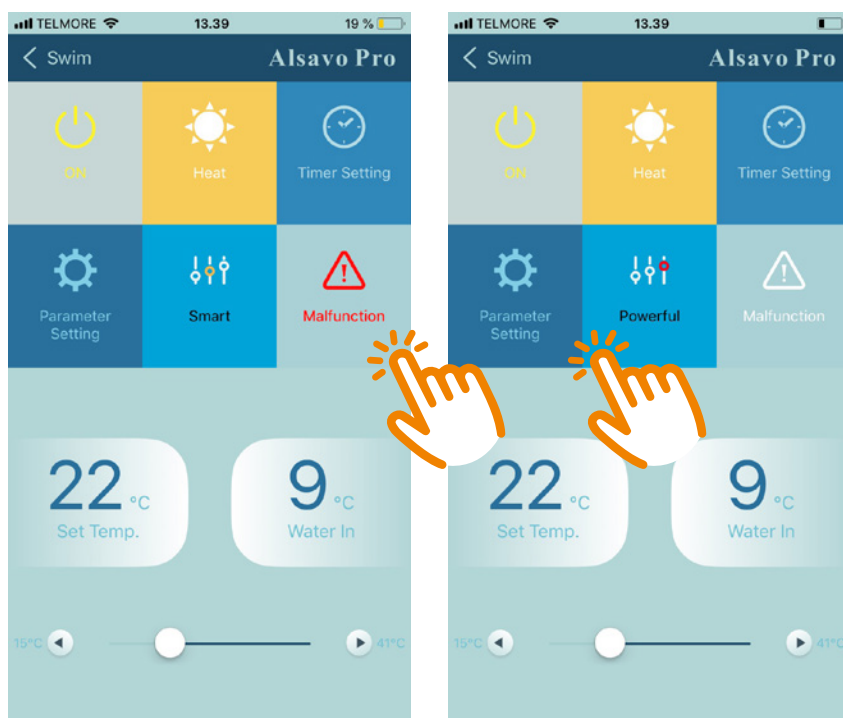 TELMORE 13.39 19 %
Swim Alsavo Pro
ON Heat Timer Setting
Parameter Setting Smart Malfunction
22 °C 9 °C
Set Temp. Water In
15°C 41°C
TELMORE 13.39
Swim Alsavo Pro
ON Heat Timer Setting
Parameter Setting Powerful Malfunction
22 °C 9 °C
Set Temp. Water In
15°C 41°C